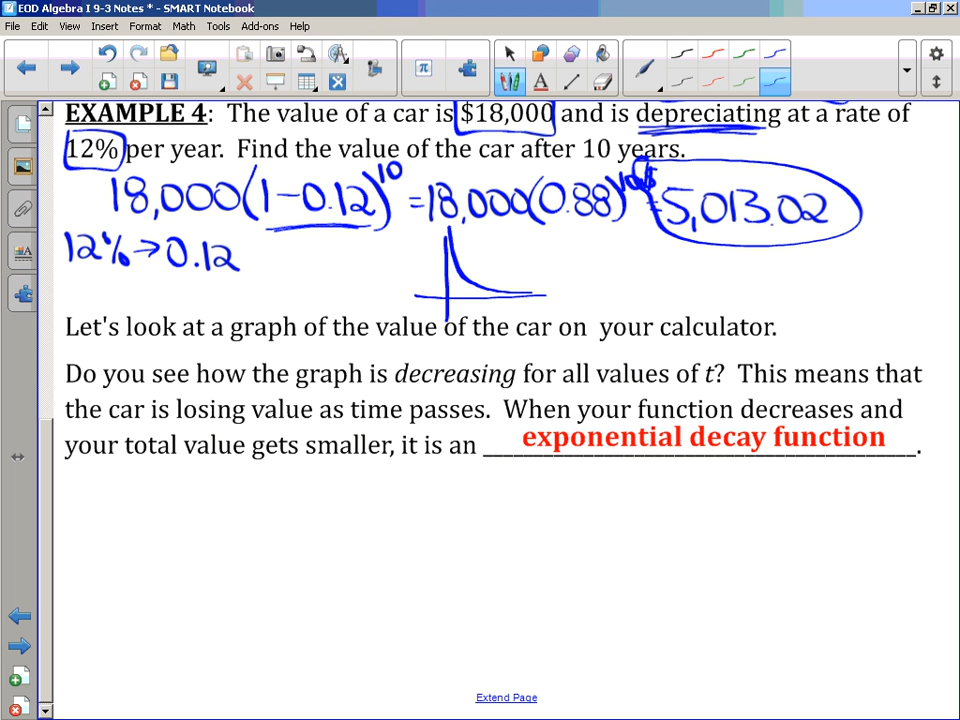 EOD Algebra I 9-3 Notes * - SMART Notebook
File Edit View Insert Format Math Tools Add-ons Help
EXAMPLE 4: The value of a car is $18,000 and is depreciating at a rate of
12% per year. Find the value of the car after 10 years.
18,000(1-0.12)^10 = 18,000(0.88)^10 = 5,013.02
12% → 0.12
Let's look at a graph of the value of the car on your calculator.
Do you see how the graph is decreasing for all values of t? This means that
the car is losing value as time passes. When your function decreases and
your total value gets smaller, it is an exponential decay function.
Extend Page